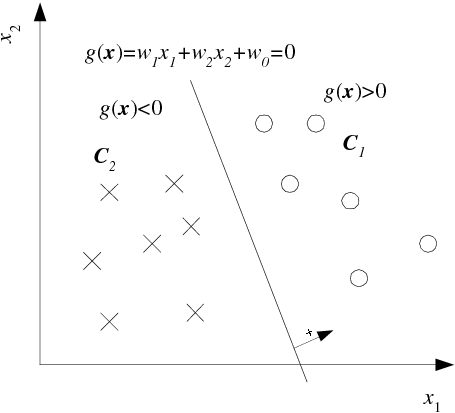 x₂
g(x)=w₁x₁+w₂x₂+w₀=0
g(x)<0
g(x)>0
C₁
C₂
+
x₁